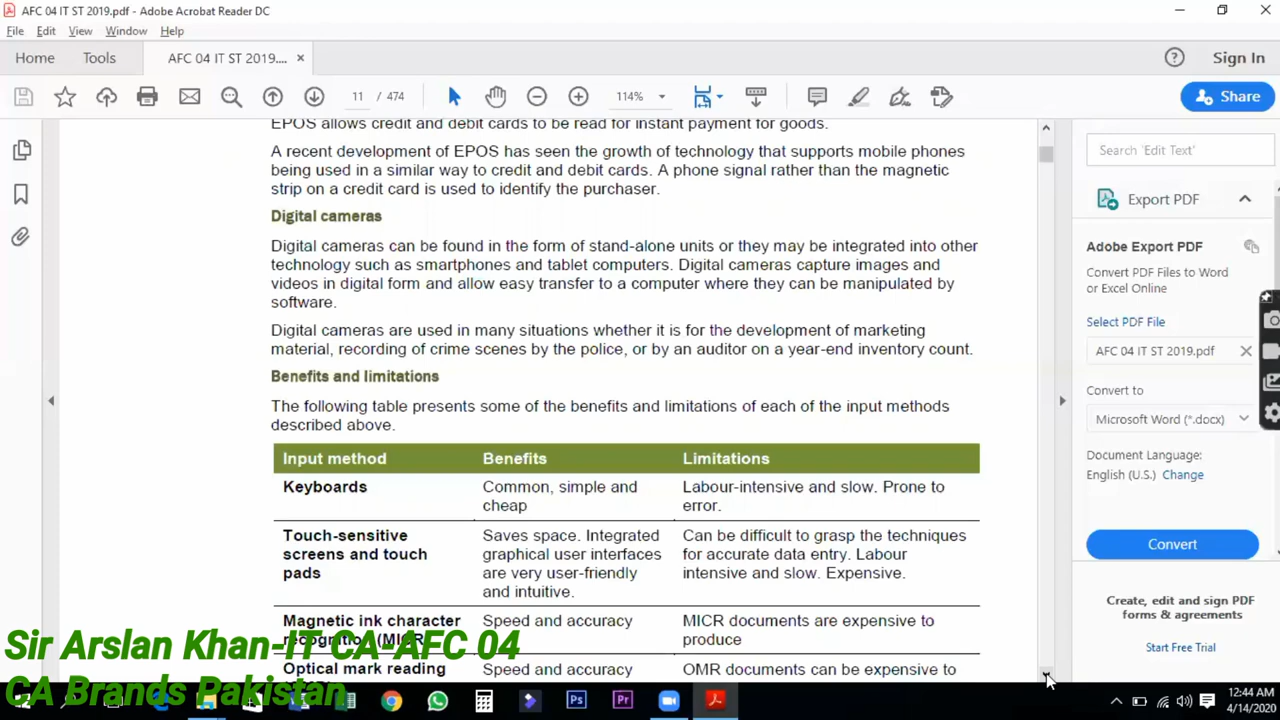 AFC 04 IT ST 2019.pdf - Adobe Acrobat Reader DC
File Edit View Window Help
Home Tools AFC 04 IT ST 2019.... ×
Sign In
11 / 474
114%
Share
EPOS allows credit and debit cards to be read for instant payment for goods.
A recent development of EPOS has seen the growth of technology that supports mobile phones
being used in a similar way to credit and debit cards. A phone signal rather than the magnetic
strip on a credit card is used to identify the purchaser.
Digital cameras
Digital cameras can be found in the form of stand-alone units or they may be integrated into other
technology such as smartphones and tablet computers. Digital cameras capture images and
videos in digital form and allow easy transfer to a computer where they can be manipulated by
software.
Digital cameras are used in many situations whether it is for the development of marketing
material, recording of crime scenes by the police, or by an auditor on a year-end inventory count.
Benefits and limitations
The following table presents some of the benefits and limitations of each of the input methods
described above.
Input method Benefits Limitations
Keyboards Common, simple and Labour-intensive and slow. Prone to
cheap error.
Touch-sensitive Saves space. Integrated Can be difficult to grasp the techniques
screens and touch graphical user interfaces for accurate data entry. Labour
pads are very user-friendly intensive and slow. Expensive.
and intuitive.
Magnetic ink character Speed and accuracy MICR documents are expensive to
recognition (MICR produce
Optical mark reading Speed and accuracy OMR documents can be expensive to
Search 'Edit Text'
Export PDF
Adobe Export PDF
Convert PDF Files to Word
or Excel Online
Select PDF File
AFC 04 IT ST 2019.pdf
Convert to
Microsoft Word (*.docx)
Document Language:
English (U.S.) Change
Convert
Create, edit and sign PDF
forms & agreements
Start Free Trial
Sir Arslan Khan-IT CA-AFC 04
CA Brands Pakistan
Ps Pr
12:44 AM
4/14/2020